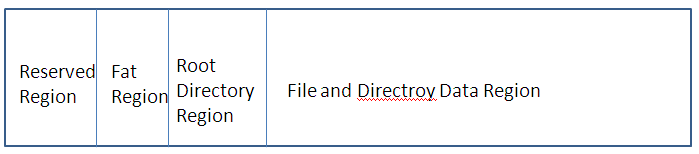 Reserved
Region
Fat
Region
Root
Directory
Region
File and Directroy Data Region